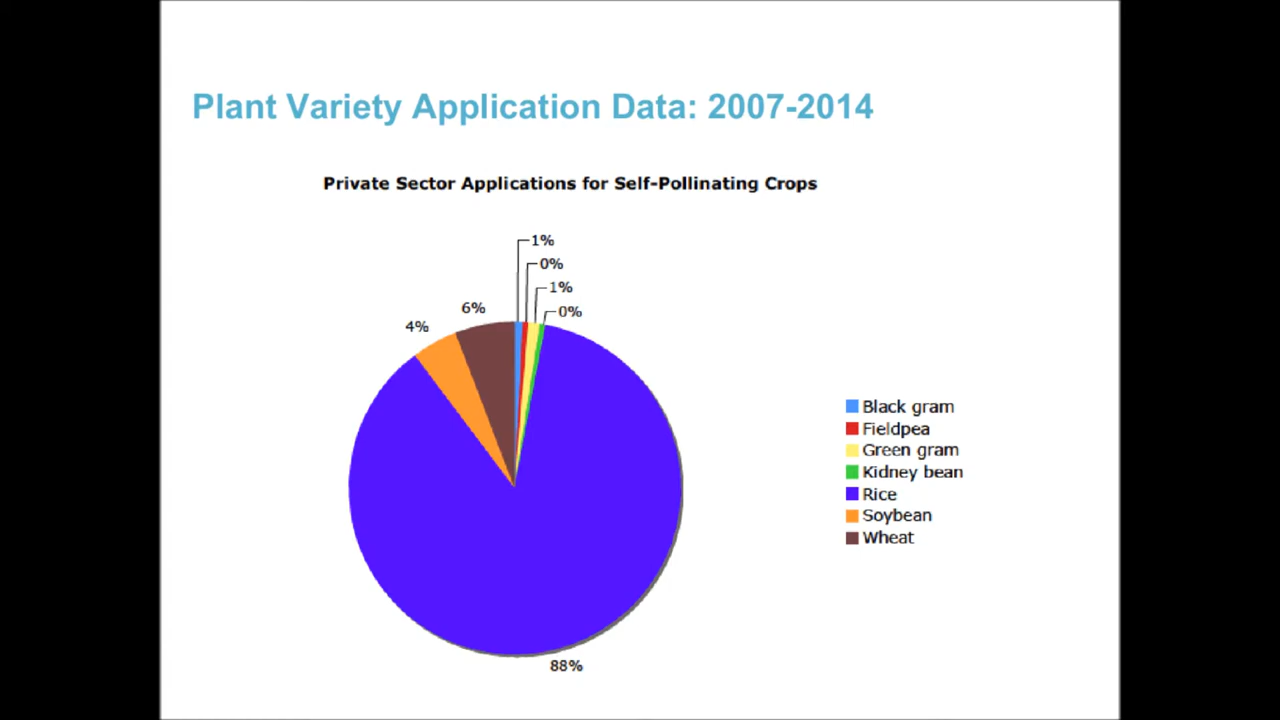 Plant Variety Application Data: 2007-2014
Private Sector Applications for Self-Pollinating Crops
1%
0%
1%
0%
6%
4%
88%
Black gram
Fieldpea
Green gram
Kidney bean
Rice
Soybean
Wheat